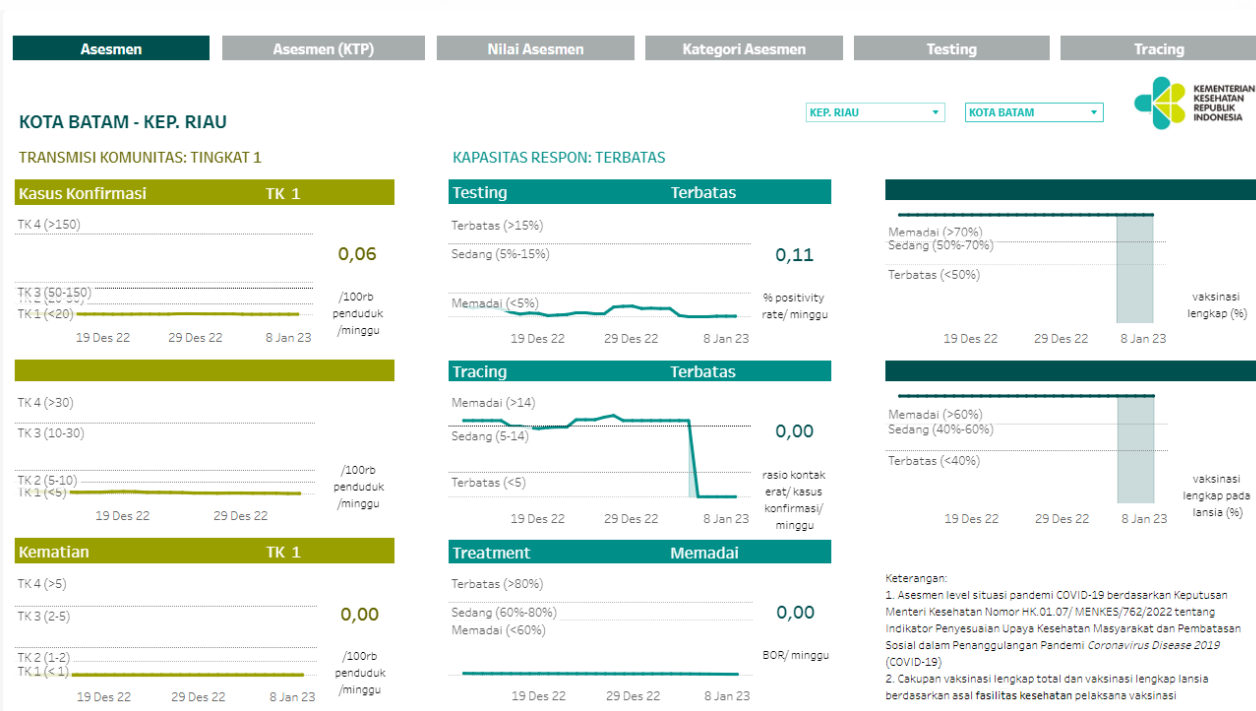 Asesmen
Asesmen (KTP)
Nilai Asesmen
Kategori Asesmen
Testing
Tracing
KEMENTERIAN
KESEHATAN
REPUBLIK
INDONESIA
KEP. RIAU
KOTA BATAM
KOTA BATAM - KEP. RIAU
TRANSMISI KOMUNITAS: TINGKAT 1
Kasus Konfirmasi TK 1
TK 4 (>150)
0,06
TK 3 (50-150)
TK 1 (<20)
/100rb
penduduk
/minggu
19 Des 22 29 Des 22 8 Jan 23
TK 4 (>30)
TK 3 (10-30)
TK 2 (5-10)
TK 1 (<5)
/100rb
penduduk
/minggu
19 Des 22 29 Des 22
Kematian TK 1
TK 4 (>5)
TK 3 (2-5)
0,00
TK 2 (1-2)
TK 1 (< 1)
/100rb
penduduk
/minggu
19 Des 22 29 Des 22 8 Jan 23
KAPASITAS RESPON: TERBATAS
Testing Terbatas
Terbatas (>15%)
Sedang (5%-15%)
0,11
Memadai (<5%)
% positivity
rate/ minggu
19 Des 22 29 Des 22 8 Jan 23
Tracing Terbatas
Memadai (>14)
Sedang (5-14)
0,00
Terbatas (<5)
rasio kontak
erat/ kasus
konfirmasi/
minggu
19 Des 22 29 Des 22 8 Jan 23
Treatment Memadai
Terbatas (>80%)
Sedang (60%-80%)
Memadai (<60%)
0,00
BOR/ minggu
19 Des 22 29 Des 22 8 Jan 23
Memadai (>70%)
Sedang (50%-70%)
Terbatas (<50%)
vaksinasi
lengkap (%)
19 Des 22 29 Des 22 8 Jan 23
Memadai (>60%)
Sedang (40%-60%)
Terbatas (<40%)
vaksinasi
lengkap pada
lansia (%)
19 Des 22 29 Des 22 8 Jan 23
Keterangan:
1. Asesmen level situasi pandemi COVID-19 berdasarkan Keputusan
Menteri Kesehatan Nomor HK.01.07/ MENKES/762/2022 tentang
Indikator Penyesuaian Upaya Kesehatan Masyarakat dan Pembatasan
Sosial dalam Penanggulangan Pandemi Coronavirus Disease 2019
(COVID-19)
2. Cakupan vaksinasi lengkap total dan vaksinasi lengkap lansia
berdasarkan asal fasilitas kesehatan pelaksana vaksinasi